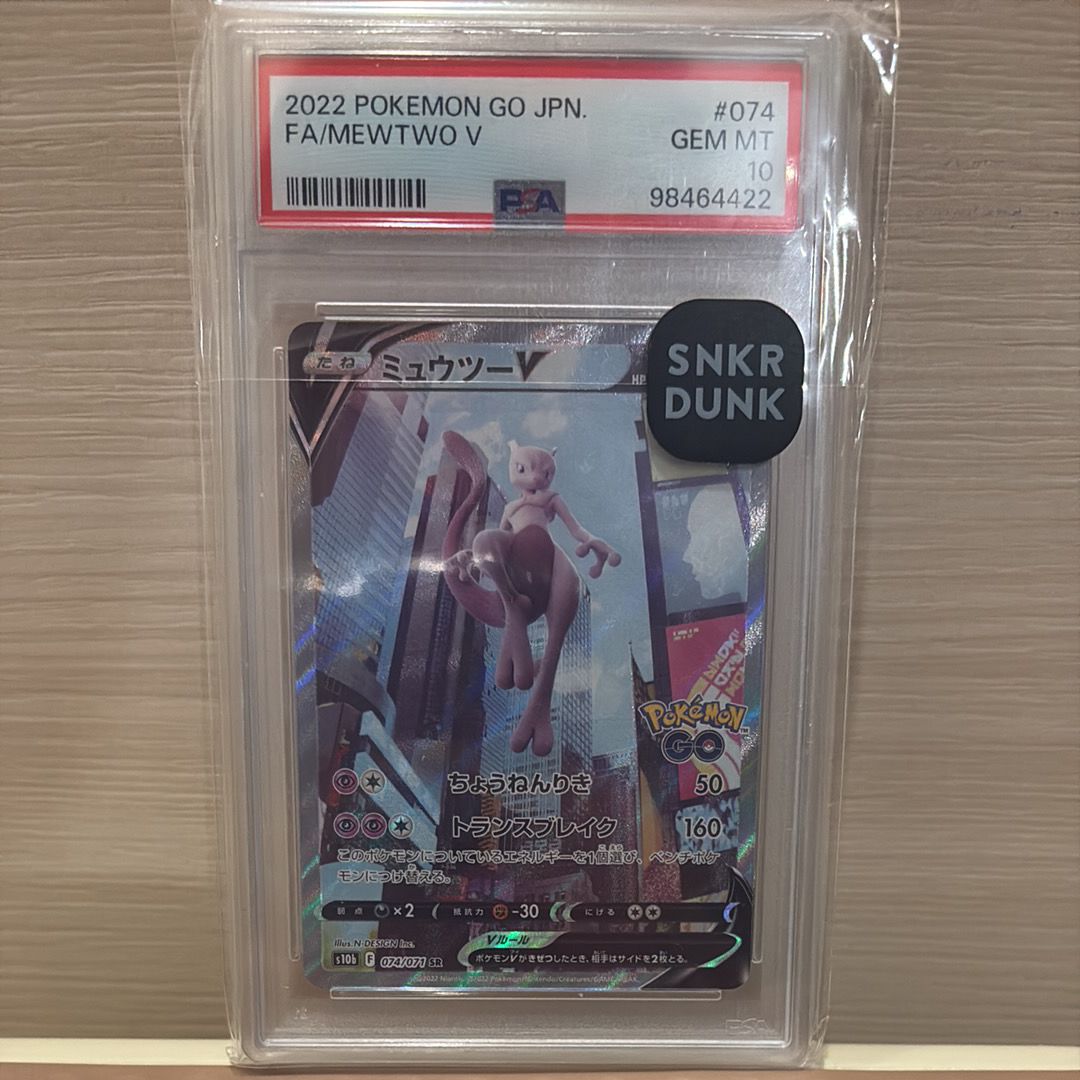 2022 POKEMON GO JPN.
#074
FA/MEWTWO V
GEM MT
10
98464422
PSA
SNKR
DUNK
たね
ミュウツーV
HP
Pokémon
GO
ちょうねんりき
50
トランスブレイク
160
このポケモンについているエネルギーを1個選び、ベンチポケ
モンにつけ替える。
弱点 ×2 抵抗力 -30 にげる
Vルール
ポケモンVがきぜつしたとき、相手はサイドを2枚とる。
Illus. N-DESIGN Inc.
s10b F 074/071 SR